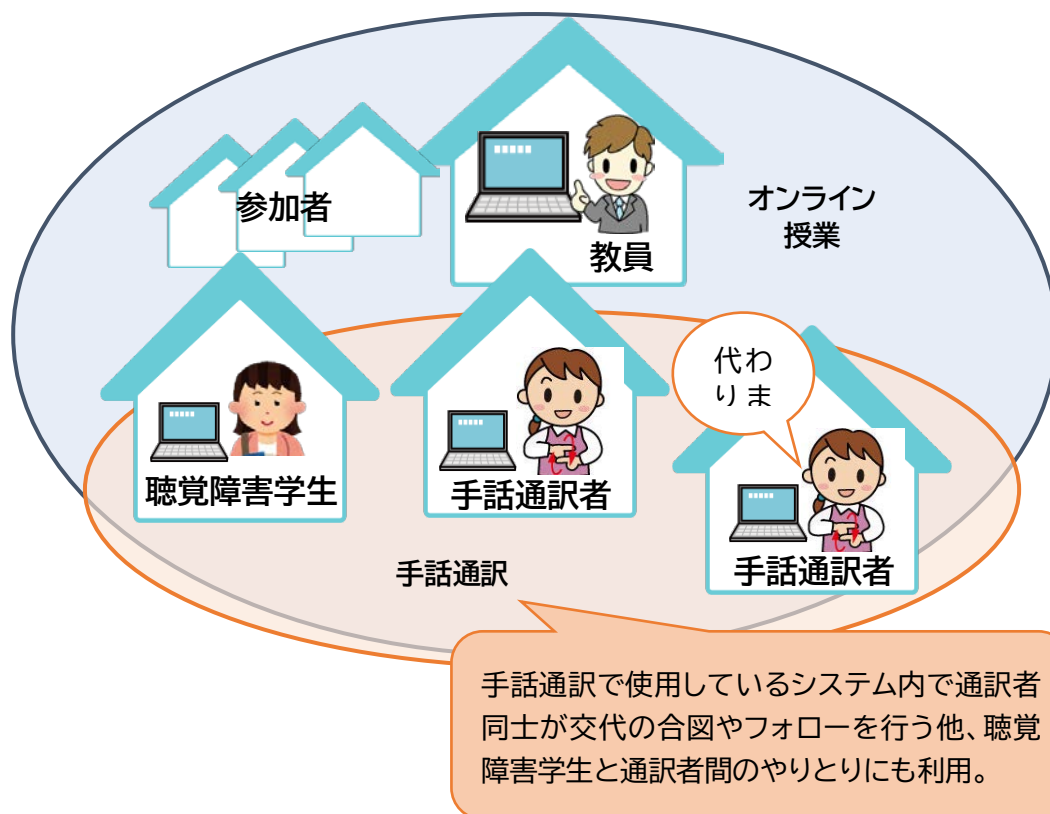 参加者
教員
オンライン
授業
代わ
りま
聴覚障害学生
手話通訳者
手話通訳者
手話通訳
手話通訳で使用しているシステム内で通訳者
同士が交代の合図やフォローを行う他、聴覚
障害学生と通訳者間のやりとりにも利用。